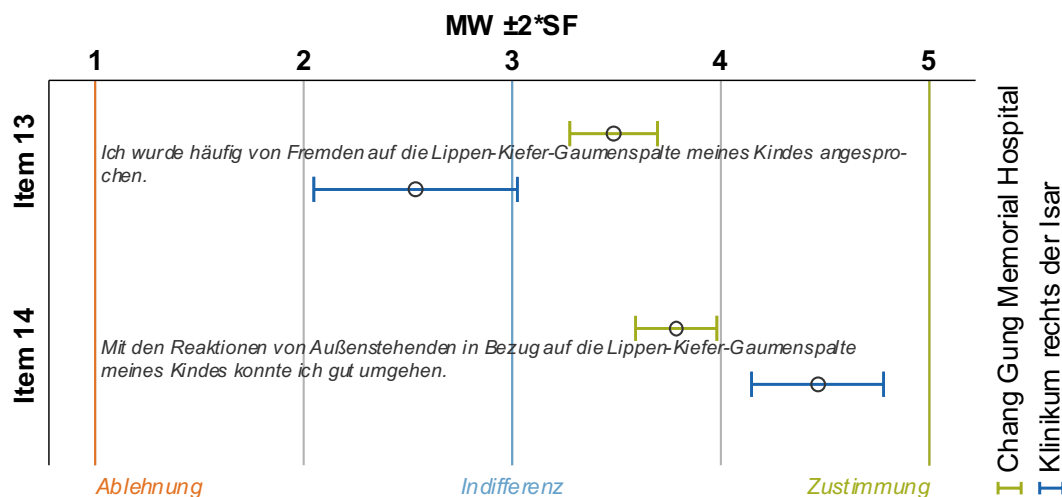 MW ±2*SF
1 2 3 4 5
Item 13
Ich wurde häufig von Fremden auf die Lippen-Kiefer-Gaumenspalte meines Kindes angespro-
chen.
Item 14
Mit den Reaktionen von Außenstehenden in Bezug auf die Lippen-Kiefer-Gaumenspalte
meines Kindes konnte ich gut umgehen.
Ablehnung Indifferenz Zustimmung
Chang Gung Memorial Hospital
Klinikum rechts der Isar